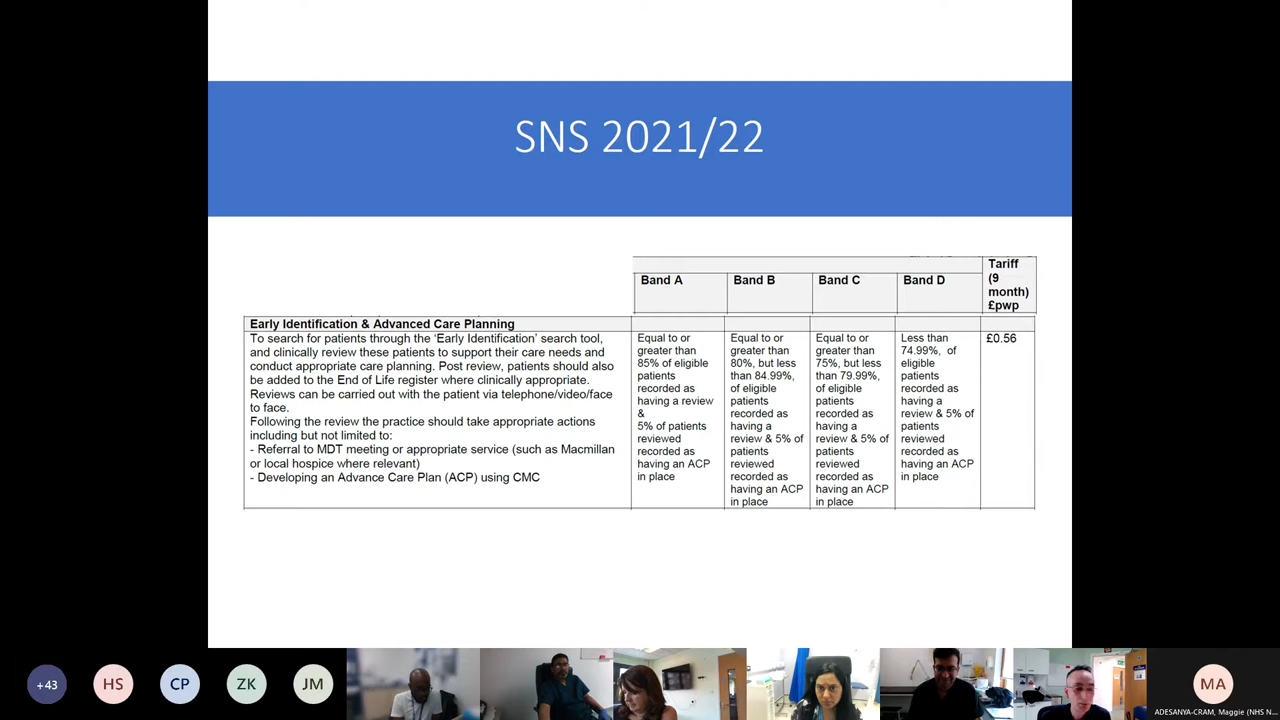 SNS 2021/22
Tariff
(9
month)
£pwp
Band A
Band B
Band C
Band D
Early Identification & Advanced Care Planning
To search for patients through the 'Early Identification' search tool,
and clinically review these patients to support their care needs and
conduct appropriate care planning. Post review, patients should also
be added to the End of Life register where clinically appropriate.
Reviews can be carried out with the patient via telephone/video/face
to face.
Following the review the practice should take appropriate actions
including but not limited to:
- Referral to MDT meeting or appropriate service (such as Macmillan
or local hospice where relevant)
- Developing an Advance Care Plan (ACP) using CMC
Equal to or
greater than
85% of eligible
patients
recorded as
having a review
&
5% of patients
reviewed
recorded as
having an ACP
in place
Equal to or
greater than
80%, but less
than 84.99%,
of eligible
patients
recorded as
having a
review & 5% of
patients
reviewed
recorded as
having an ACP
in place
Equal to or
greater than
75%, but less
than 79.99%,
of eligible
patients
recorded as
having a
review & 5% of
patients
reviewed
recorded as
having an ACP
in place
Less than
74.99%, of
eligible
patients
recorded as
having a
review & 5% of
patients
reviewed
recorded as
having an ACP
in place
£0.56
+43
HS
CP
ZK
JM
MA
ADESANYA-CRAM, Maggie (NHS N...